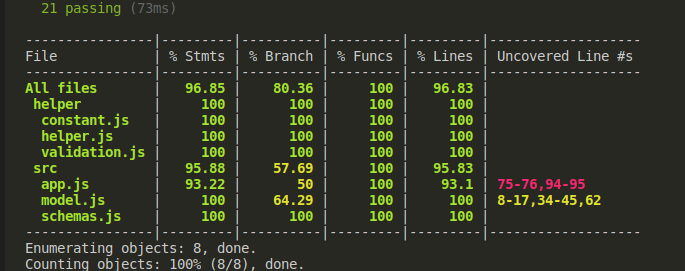 21 passing (73ms)
----------------|---------|----------|---------|---------|-------------------
File            | % Stmts | % Branch | % Funcs | % Lines | Uncovered Line #s
----------------|---------|----------|---------|---------|-------------------
All files       |   96.85 |    80.36 |     100 |   96.83 |
 helper         |     100 |      100 |     100 |     100 |
  constant.js   |     100 |      100 |     100 |     100 |
  helper.js     |     100 |      100 |     100 |     100 |
  validation.js |     100 |      100 |     100 |     100 |
 src            |   95.88 |    57.69 |     100 |   95.83 |
  app.js        |   93.22 |       50 |     100 |    93.1 | 75-76,94-95
  model.js      |     100 |    64.29 |     100 |     100 | 8-17,34-45,62
  schemas.js    |     100 |      100 |     100 |     100 |
----------------|---------|----------|---------|---------|-------------------
Enumerating objects: 8, done.
Counting objects: 100% (8/8), done.